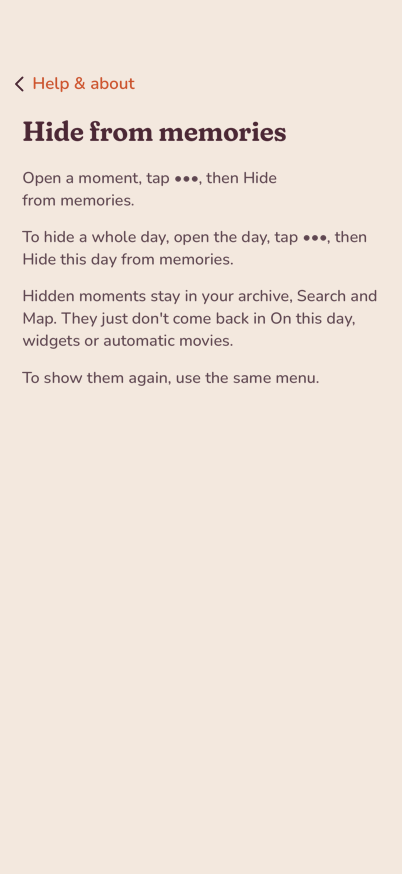 Help & about
Hide from memories
Open a moment, tap •••, then Hide
from memories.
To hide a whole day, open the day, tap •••, then
Hide this day from memories.
Hidden moments stay in your archive, Search and
Map. They just don't come back in On this day,
widgets or automatic movies.
To show them again, use the same menu.